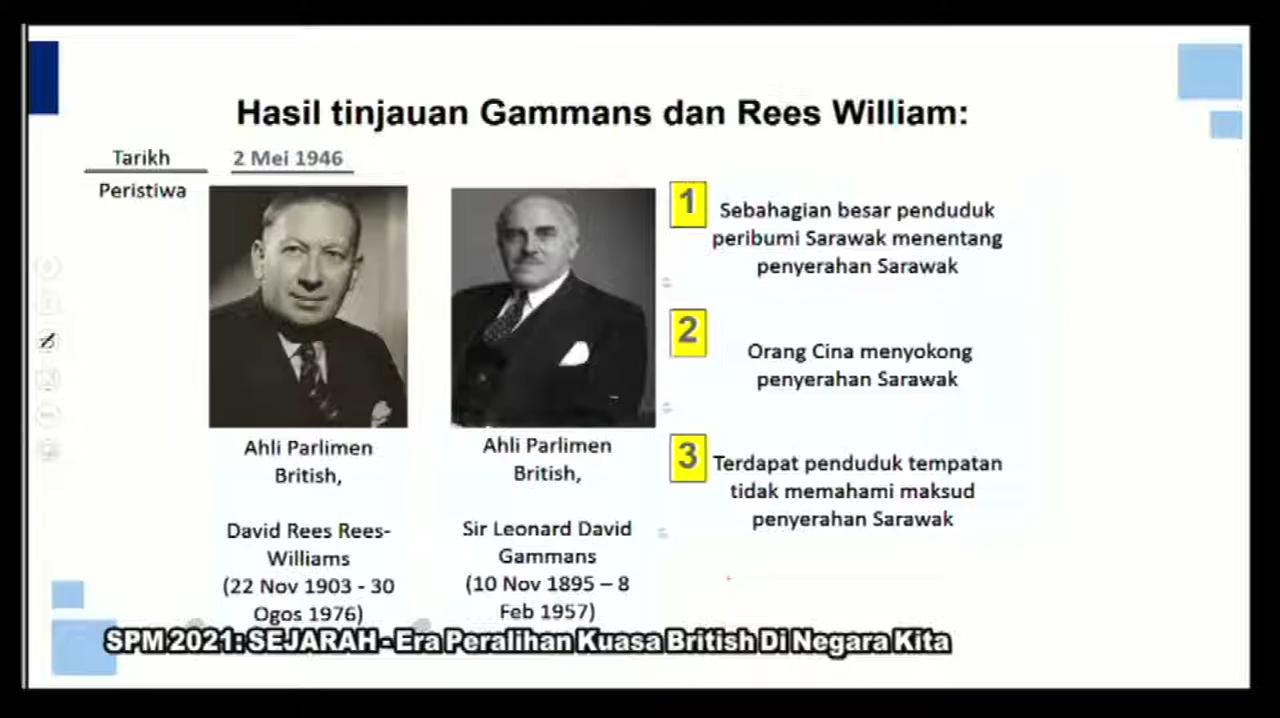 Hasil tinjauan Gammans dan Rees William:
Tarikh
2 Mei 1946
Peristiwa
Ahli Parlimen
British,
David Rees Rees-
Williams
(22 Nov 1903 - 30
Ogos 1976)
Ahli Parlimen
British,
Sir Leonard David
Gammans
(10 Nov 1895 – 8
Feb 1957)
1
Sebahagian besar penduduk
peribumi Sarawak menentang
penyerahan Sarawak
2
Orang Cina menyokong
penyerahan Sarawak
3
Terdapat penduduk tempatan
tidak memahami maksud
penyerahan Sarawak
SPM 2021: SEJARAH - Era Peralihan Kuasa British Di Negara Kita